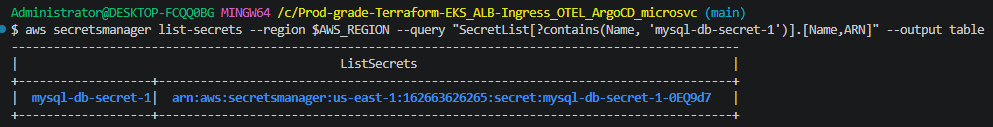 Administrator@DESKTOP-FCQQ0BG MINGW64 /c/Prod-grade-Terraform-EKS_ALB-Ingress_OTEL_ArgoCD_microsvc (main)
$ aws secretsmanager list-secrets --region $AWS_REGION --query "SecretList[?contains(Name, 'mysql-db-secret-1')].[Name,ARN]" --output table
ListSecrets
mysql-db-secret-1| arn:aws:secretsmanager:us-east-1:162663626265:secret:mysql-db-secret-1-0EQ9d7